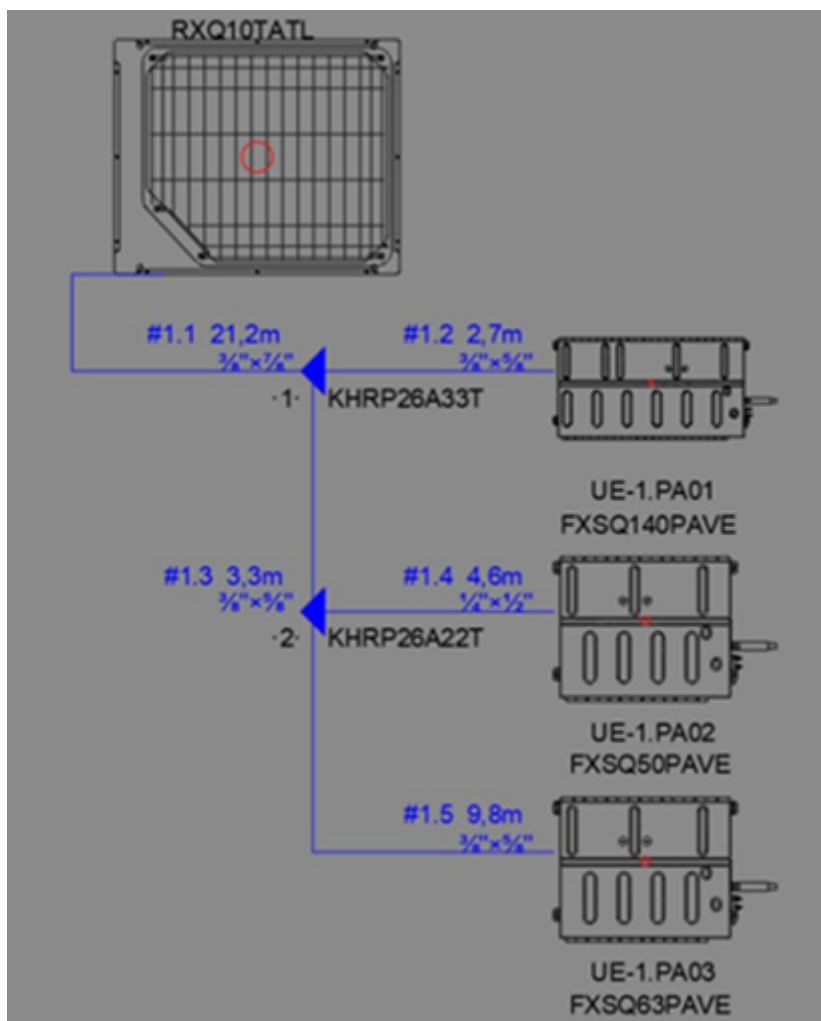 RXQ10TATL
#1.1 21,2m
⅜"×⅞"
#1.2 2,7m
⅜"×⅝"
·1· KHRP26A33T
UE-1.PA01
FXSQ140PAVE
#1.3 3,3m
⅜"×⅝"
#1.4 4,6m
¼"×½"
·2· KHRP26A22T
UE-1.PA02
FXSQ50PAVE
#1.5 9,8m
⅜"×⅝"
UE-1.PA03
FXSQ63PAVE